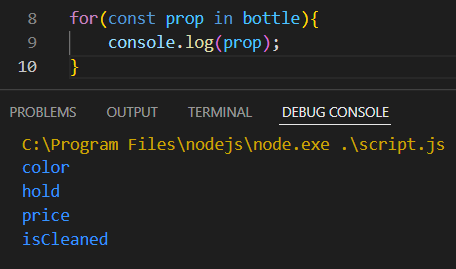 8 for(const prop in bottle){
9 console.log(prop);
10 }
PROBLEMS OUTPUT TERMINAL DEBUG CONSOLE
C:\Program Files\nodejs\node.exe .\script.js
color
hold
price
isCleaned